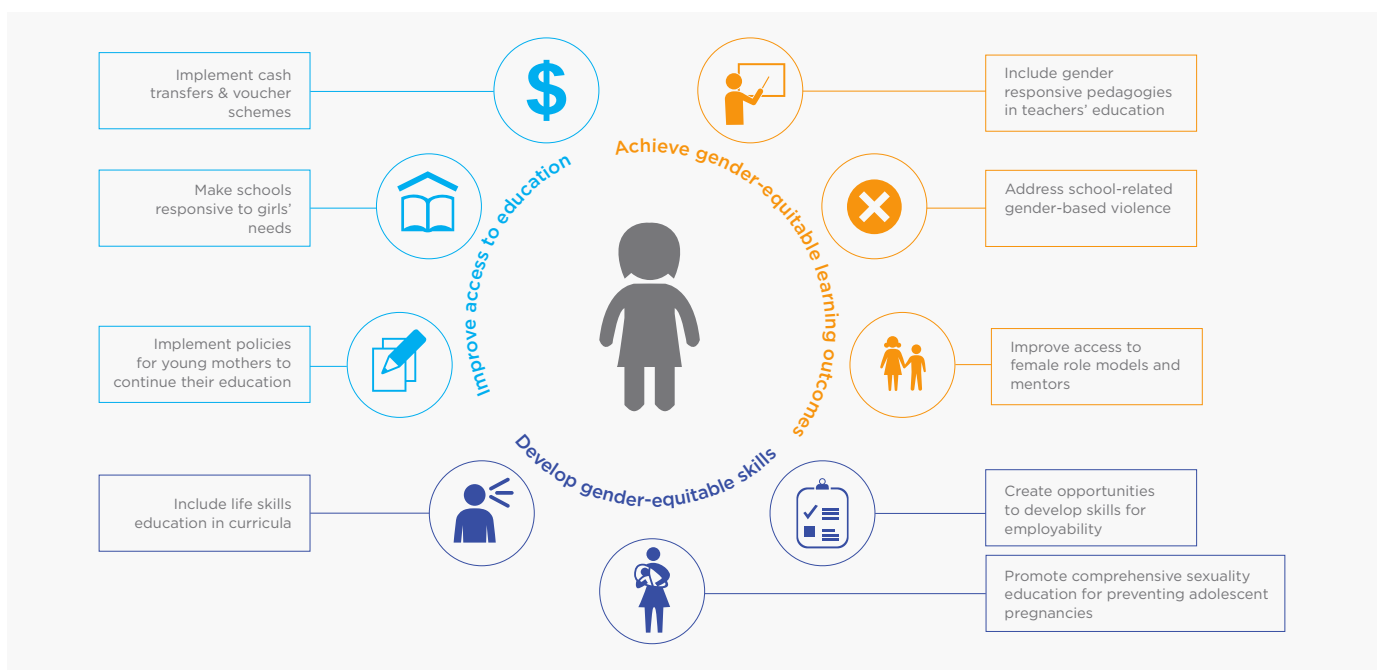 Implement cash
transfers & voucher
schemes
Make schools
responsive to girls'
needs
Implement policies
for young mothers to
continue their education
Include life skills
education in curricula
$
Improve access to education
Achieve gender-equitable learning outcomes
Develop gender-equitable skills
Include gender
responsive pedagogies
in teachers' education
Address school-related
gender-based violence
Improve access to
female role models and
mentors
Create opportunities
to develop skills for
employability
Promote comprehensive sexuality
education for preventing adolescent
pregnancies